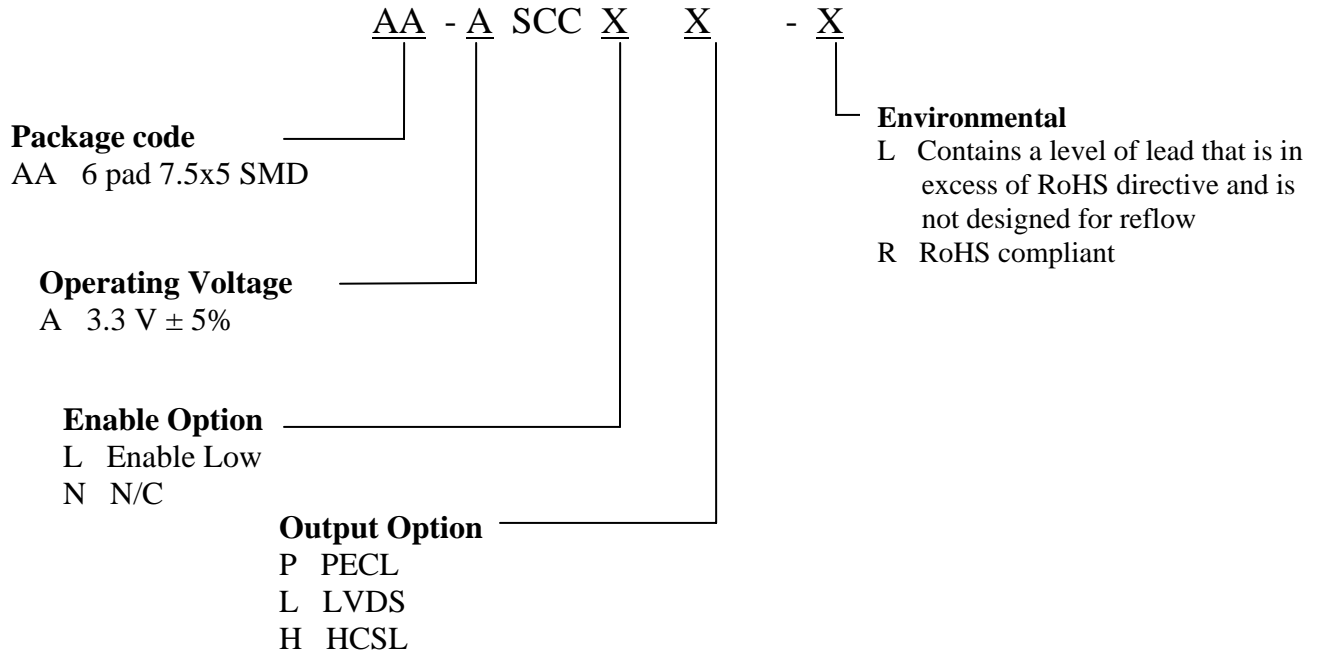 AA - A SCC X X - X
Package code
AA 6 pad 7.5x5 SMD
Operating Voltage
A 3.3 V ± 5%
Enable Option
L Enable Low
N N/C
Output Option
P PECL
L LVDS
H HCSL
Environmental
L Contains a level of lead that is in
excess of RoHS directive and is
not designed for reflow
R RoHS compliant